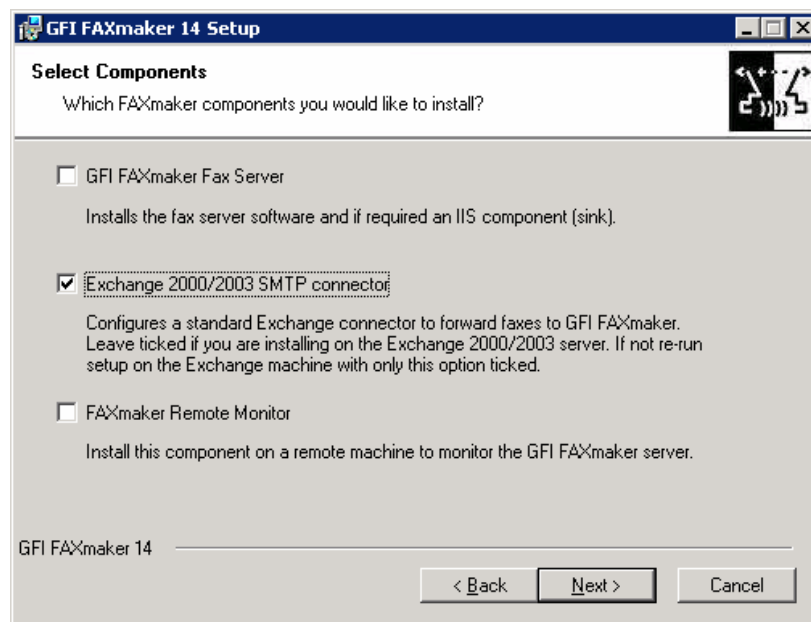 GFI FAXmaker 14 Setup
Select Components
Which FAXmaker components you would like to install?
GFI FAXmaker Fax Server
Installs the fax server software and if required an IIS component (sink).
Exchange 2000/2003 SMTP connector
Configures a standard Exchange connector to forward faxes to GFI FAXmaker.
Leave ticked if you are installing on the Exchange 2000/2003 server. If not re-run
setup on the Exchange machine with only this option ticked.
FAXmaker Remote Monitor
Install this component on a remote machine to monitor the GFI FAXmaker server.
GFI FAXmaker 14
< Back Next > Cancel